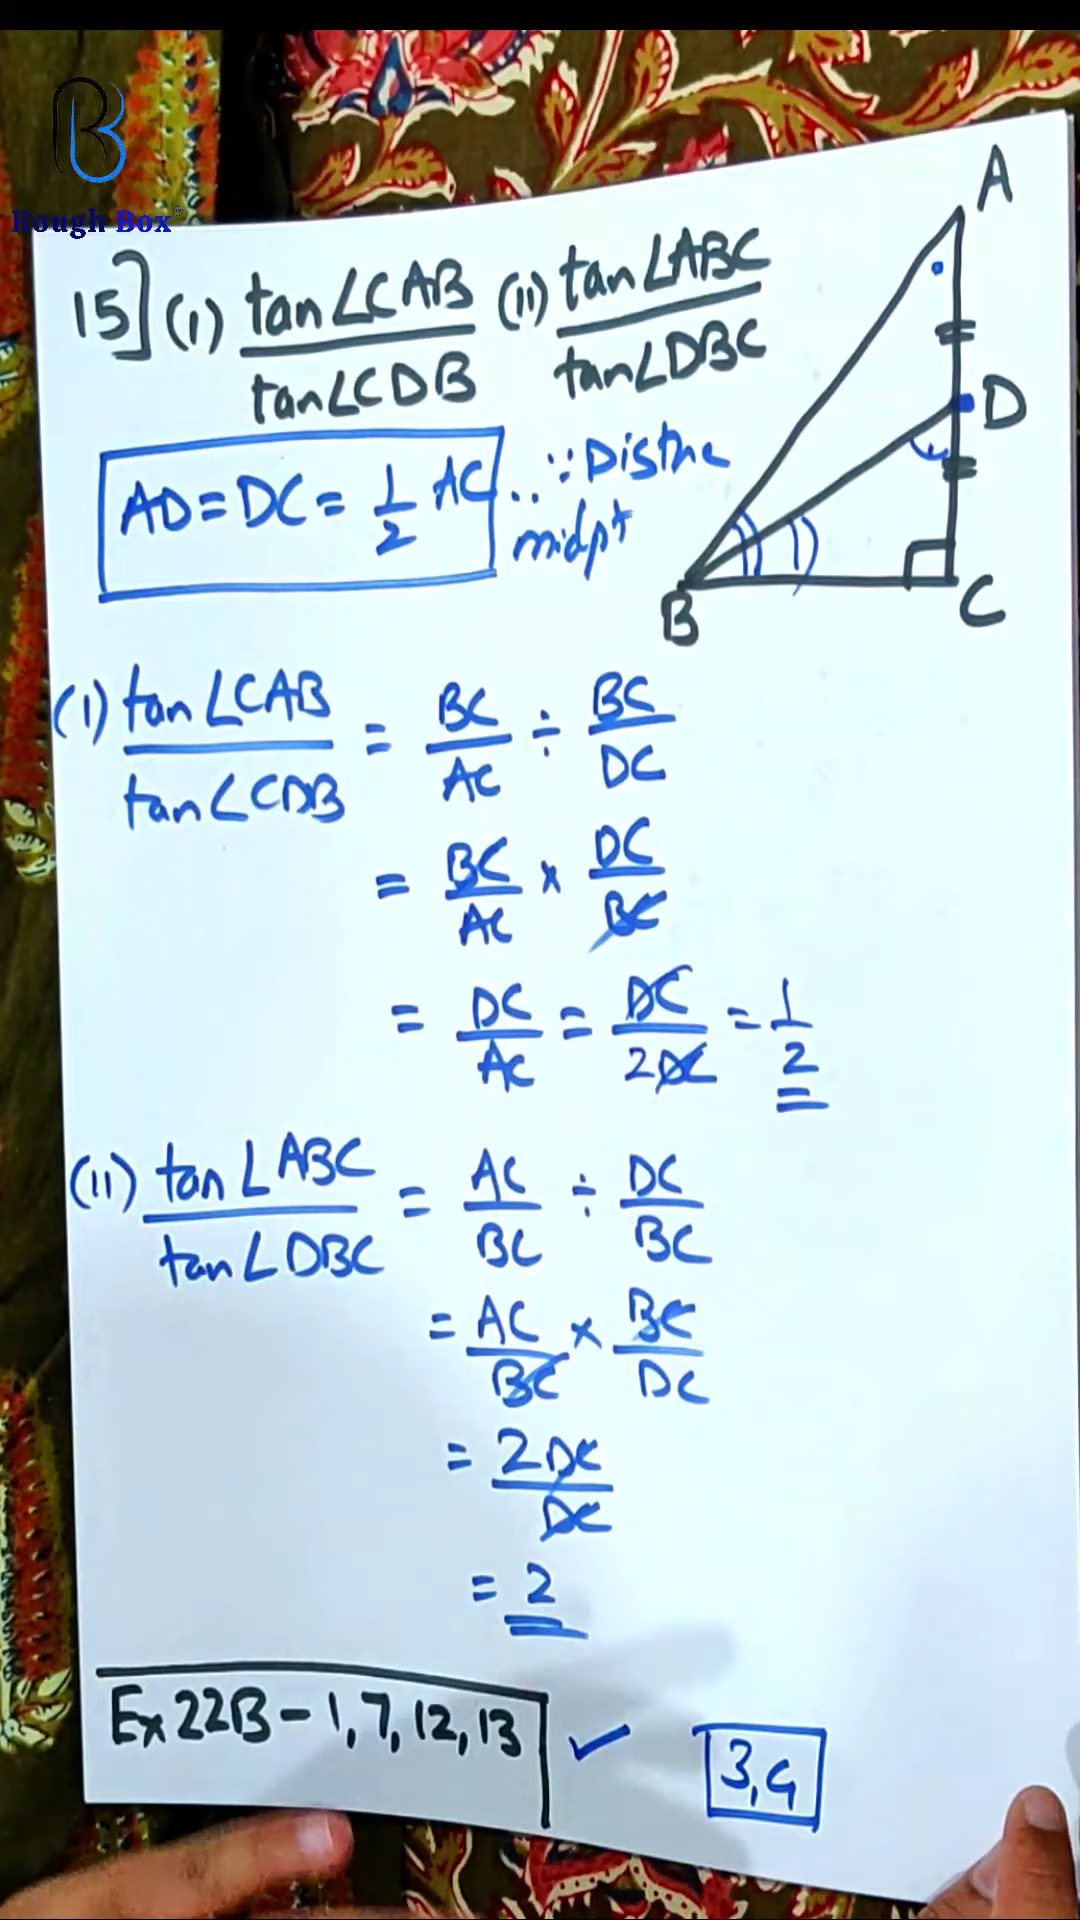 Rough Box®
15] (i) tan∠CAB / tan∠CDB (ii) tan∠ABC / tan∠DBC
A
D
B
C
AD = DC = 1/2 AC .. ∵ D is the midpt
(i) tan∠CAB / tan∠CDB = BC/AC ÷ BC/DC
= BC/AC × DC/BC
= DC/AC = DC/2DC = 1/2
(ii) tan∠ABC / tan∠DBC = AC/BC ÷ DC/BC
= AC/BC × BC/DC
= 2DC/DC
= 2
Ex 22B - 1, 7, 12, 13 ✓
3, 4